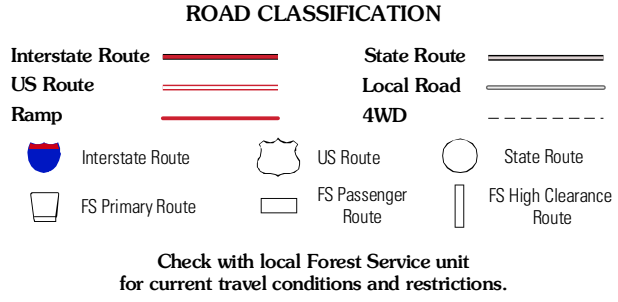 ROAD CLASSIFICATION
Interstate Route
State Route
US Route
Local Road
Ramp
4WD
Interstate Route
US Route
State Route
FS Primary Route
FS Passenger
Route
FS High Clearance
Route
Check with local Forest Service unit
for current travel conditions and restrictions.